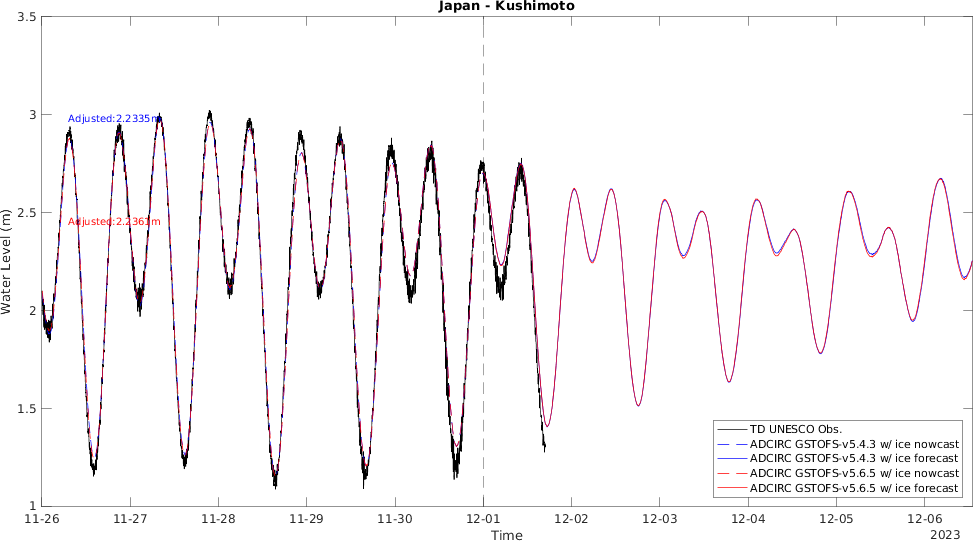 Japan - Kushimoto
Water Level (m)
3.5
3
2.5
2
1.5
1
Adjusted:2.2335m
Adjusted:2.2361m
TD UNESCO Obs.
ADCIRC GSTOFS-v5.4.3 w/ ice nowcast
ADCIRC GSTOFS-v5.4.3 w/ ice forecast
ADCIRC GSTOFS-v5.6.5 w/ ice nowcast
ADCIRC GSTOFS-v5.6.5 w/ ice forecast
11-26 11-27 11-28 11-29 11-30 12-01 12-02 12-03 12-04 12-05 12-06
Time
2023